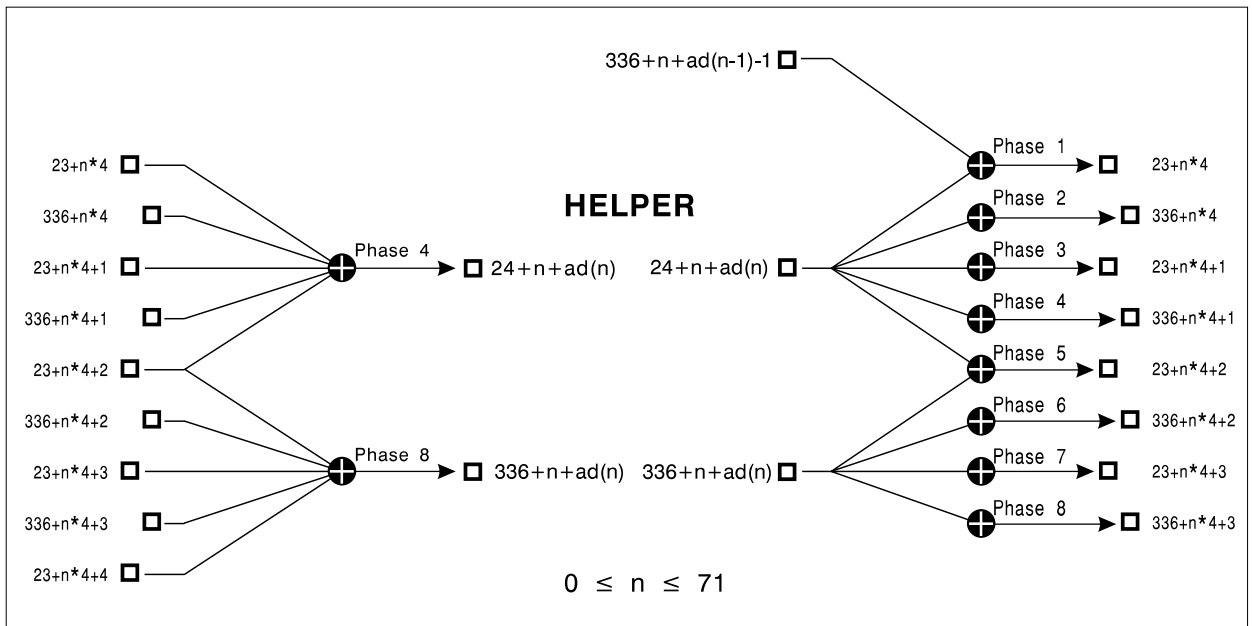 336+n+ad(n-1)-1
Phase 1
23+n*4
23+n*4
Phase 2
336+n*4
HELPER
336+n*4
Phase 4
Phase 3
23+n*4+1
24+n+ad(n)
24+n+ad(n)
23+n*4+1
Phase 4
336+n*4+1
336+n*4+1
Phase 5
23+n*4+2
23+n*4+2
Phase 6
336+n*4+2
336+n*4+2
Phase 8
Phase 7
23+n*4+3
336+n+ad(n)
336+n+ad(n)
23+n*4+3
Phase 8
336+n*4+3
336+n*4+3
23+n*4+4
0 ≤ n ≤ 71